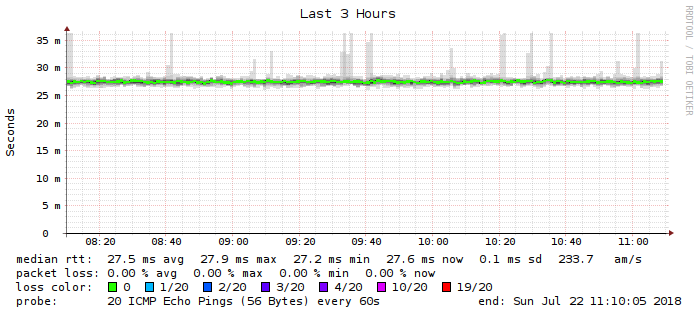 Last 3 Hours
RRDTOOL / TOBI OETIKER
Seconds
35 m
30 m
25 m
20 m
15 m
10 m
5 m
0
08:20 08:40 09:00 09:20 09:40 10:00 10:20 10:40 11:00
median rtt: 27.5 ms avg 27.9 ms max 27.2 ms min 27.6 ms now 0.1 ms sd 233.7 am/s
packet loss: 0.00 % avg 0.00 % max 0.00 % min 0.00 % now
loss color: 0 1/20 2/20 3/20 4/20 10/20 19/20
probe: 20 ICMP Echo Pings (56 Bytes) every 60s end: Sun Jul 22 11:10:05 2018